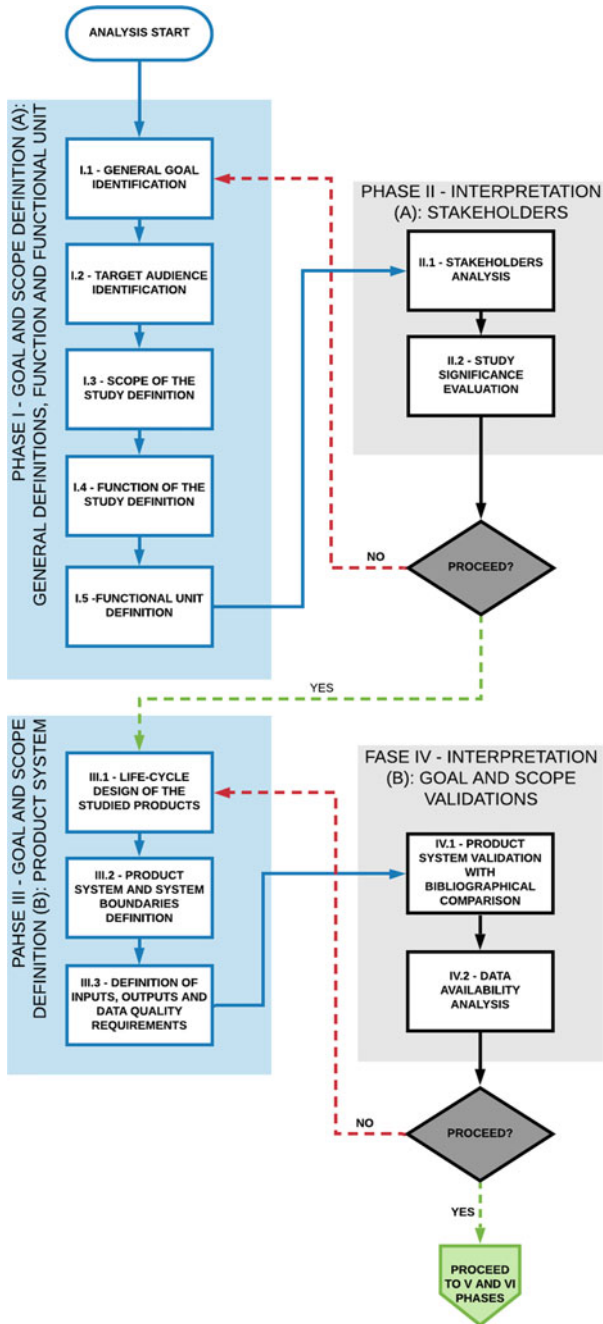 ANALYSIS START
PHASE I - GOAL AND SCOPE DEFINITION (A):
GENERAL DEFINITIONS, FUNCTION AND FUNCTIONAL UNIT
I.1 - GENERAL GOAL
IDENTIFICATION
I.2 - TARGET AUDIENCE
IDENTIFICATION
I.3 - SCOPE OF THE
STUDY DEFINITION
I.4 - FUNCTION OF THE
STUDY DEFINITION
I.5 -FUNCTIONAL UNIT
DEFINITION
PHASE II - INTERPRETATION
(A): STAKEHOLDERS
II.1 - STAKEHOLDERS
ANALYSIS
II.2 - STUDY
SIGNIFICANCE
EVALUATION
NO
PROCEED?
YES
PAHSE III - GOAL AND SCOPE
DEFINITION (B): PRODUCT SYSTEM
III.1 - LIFE-CYCLE
DESIGN OF THE
STUDIED PRODUCTS
III.2 - PRODUCT
SYSTEM AND SYSTEM
BOUNDARIES
DEFINITION
III.3 - DEFINITION OF
INPUTS, OUTPUTS AND
DATA QUALITY
REQUIREMENTS
FASE IV - INTERPRETATION
(B): GOAL AND SCOPE
VALIDATIONS
IV.1 - PRODUCT
SYSTEM VALIDATION
WITH
BIBLIOGRAPHICAL
COMPARISON
IV.2 - DATA
AVAILABILITY
ANALYSIS
NO
PROCEED?
YES
PROCEED
TO V AND VI
PHASES